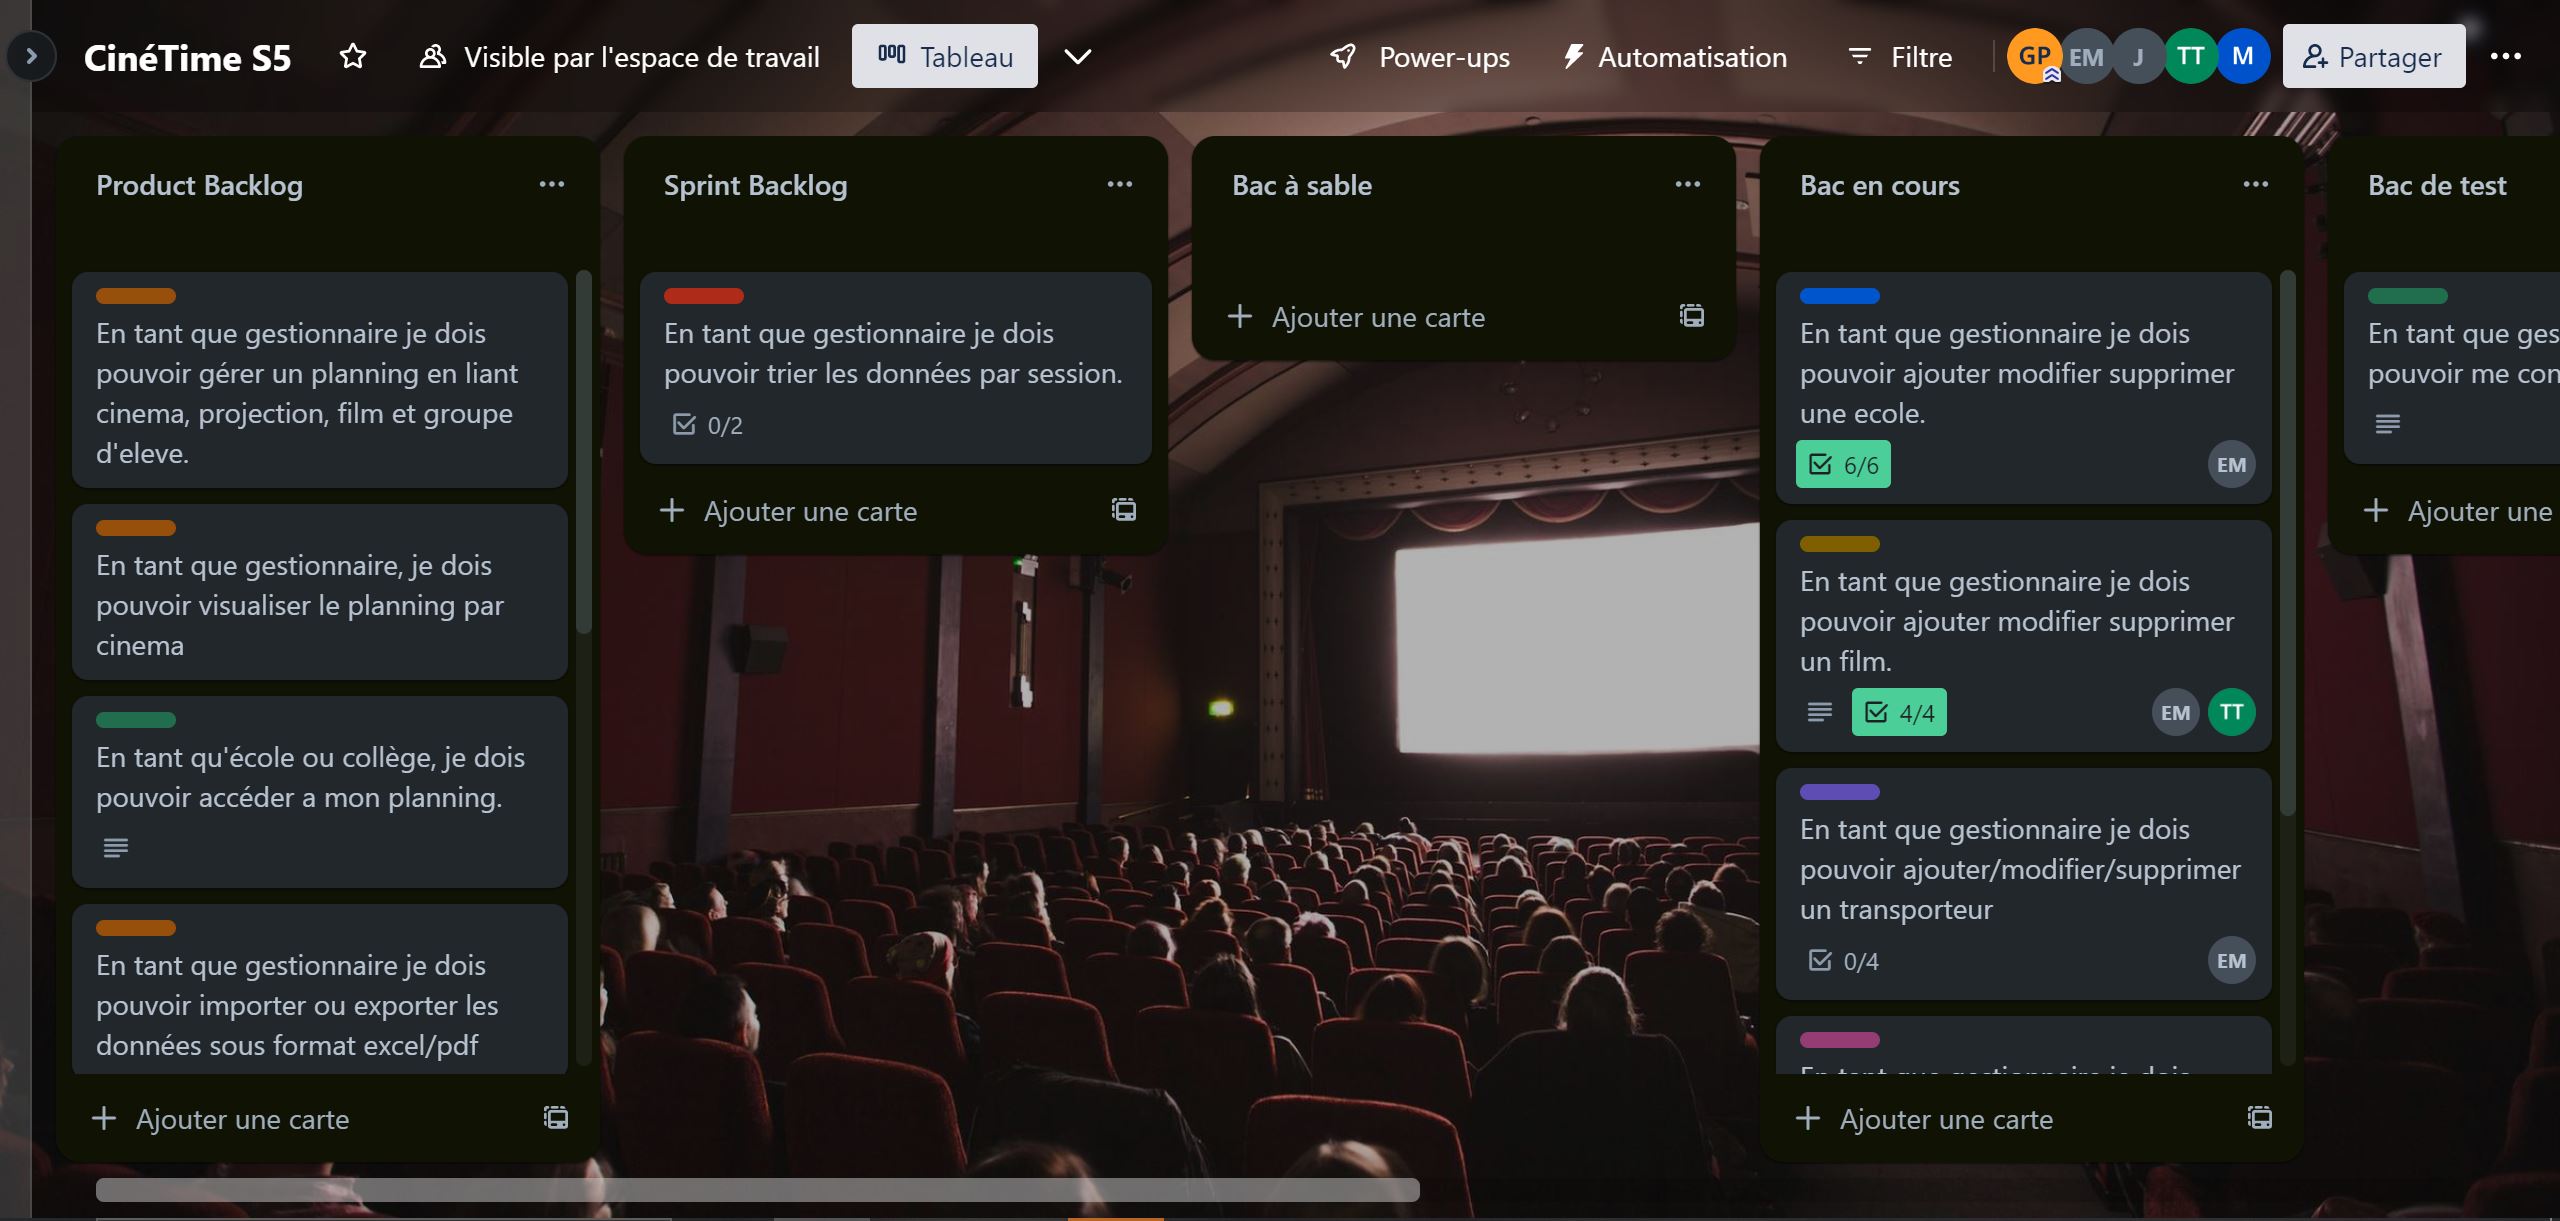 CinéTime S5
Visible par l'espace de travail
Tableau
Power-ups
Automatisation
Filtre
GP
EM
J
TT
M
Partager
Product Backlog
En tant que gestionnaire je dois
pouvoir gérer un planning en liant
cinema, projection, film et groupe
d'eleve.
En tant que gestionnaire, je dois
pouvoir visualiser le planning par
cinema
En tant qu'école ou collège, je dois
pouvoir accéder a mon planning.
En tant que gestionnaire je dois
pouvoir importer ou exporter les
données sous format excel/pdf
Ajouter une carte
Sprint Backlog
En tant que gestionnaire je dois
pouvoir trier les données par session.
0/2
Ajouter une carte
Bac à sable
Ajouter une carte
Bac en cours
En tant que gestionnaire je dois
pouvoir ajouter modifier supprimer
une ecole.
6/6
EM
En tant que gestionnaire je dois
pouvoir ajouter modifier supprimer
un film.
4/4
EM
TT
En tant que gestionnaire je dois
pouvoir ajouter/modifier/supprimer
un transporteur
0/4
EM
En tant que gestionnaire je dois
Ajouter une carte
Bac de test
En tant que ges
pouvoir me con
Ajouter une